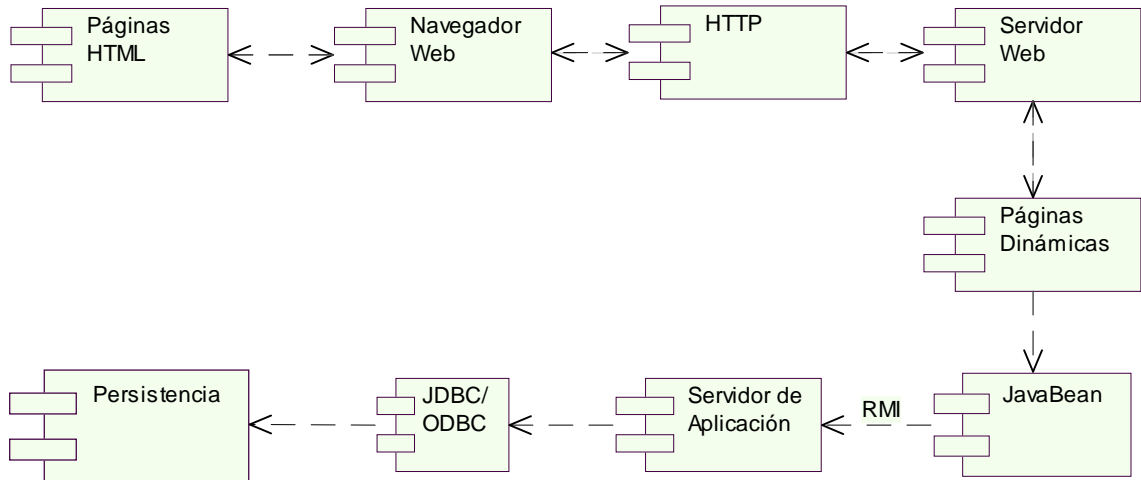 Páginas
HTML
Navegador
Web
HTTP
Servidor
Web
Páginas
Dinámicas
Persistencia
JDBC/
ODBC
Servidor de
Aplicación
RMI
JavaBean